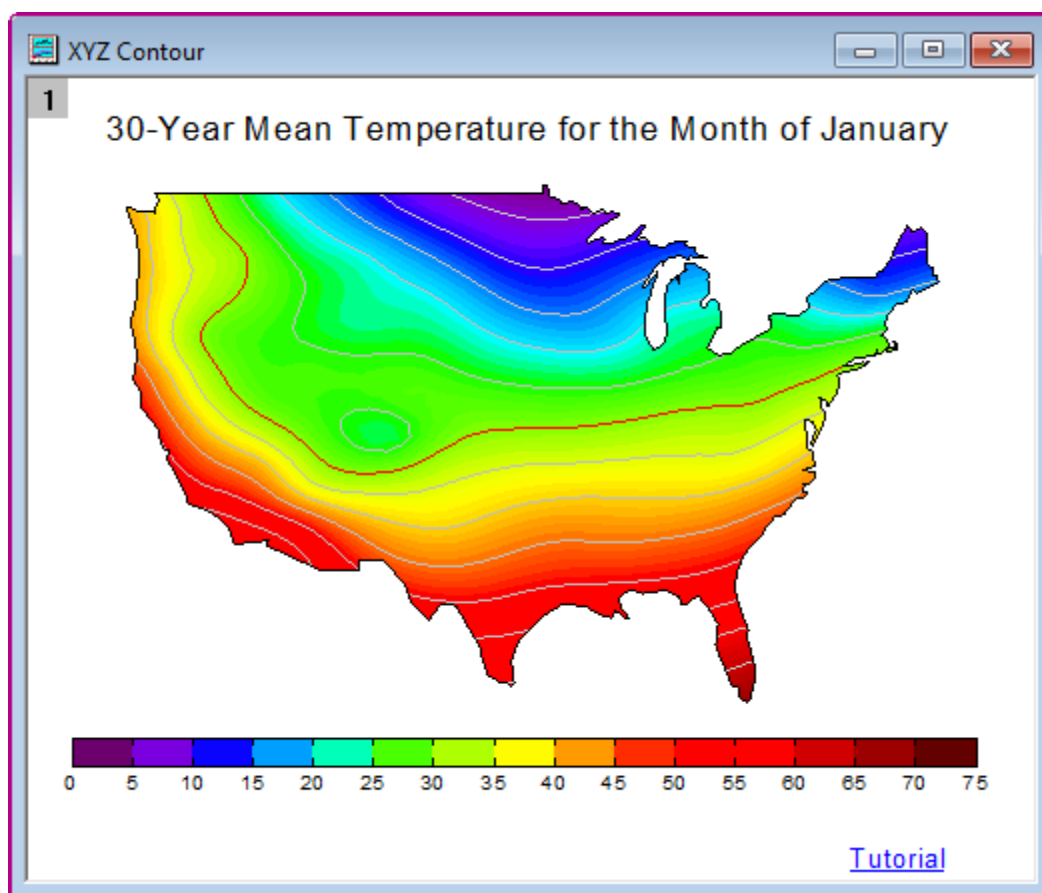 XYZ Contour
1
30-Year Mean Temperature for the Month of January
0 5 10 15 20 25 30 35 40 45 50 55 60 65 70 75
Tutorial